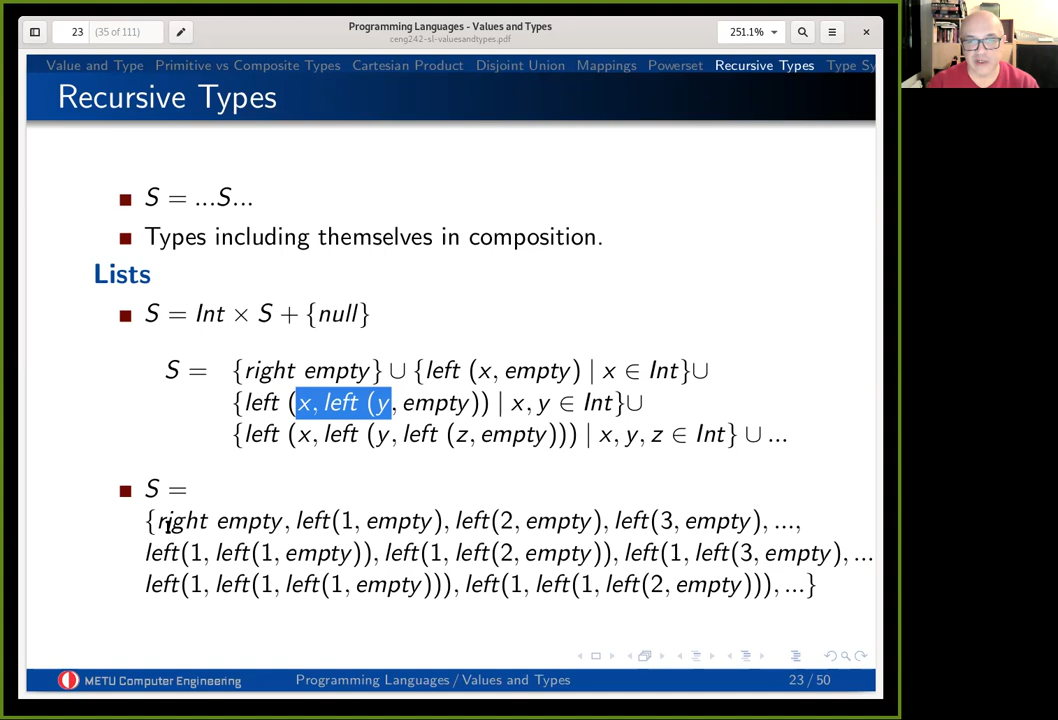 23 (35 of 111)
Programming Languages - Values and Types
ceng242-sl-valuesandtypes.pdf
251.1%
Value and Type Primitive vs Composite Types Cartesian Product Disjoint Union Mappings Powerset Recursive Types Type Sy
Recursive Types
S = ...S...
Types including themselves in composition.
Lists
S = Int × S + {null}
S = {right empty} ∪ {left (x, empty) | x ∈ Int}∪
{left (x, left (y, empty)) | x, y ∈ Int}∪
{left (x, left (y, left (z, empty))) | x, y, z ∈ Int} ∪ ...
S =
{right empty, left(1, empty), left(2, empty), left(3, empty), ...,
left(1, left(1, empty)), left(1, left(2, empty)), left(1, left(3, empty), ...
left(1, left(1, left(1, empty))), left(1, left(1, left(2, empty))), ...}
METU Computer Engineering Programming Languages / Values and Types 23 / 50